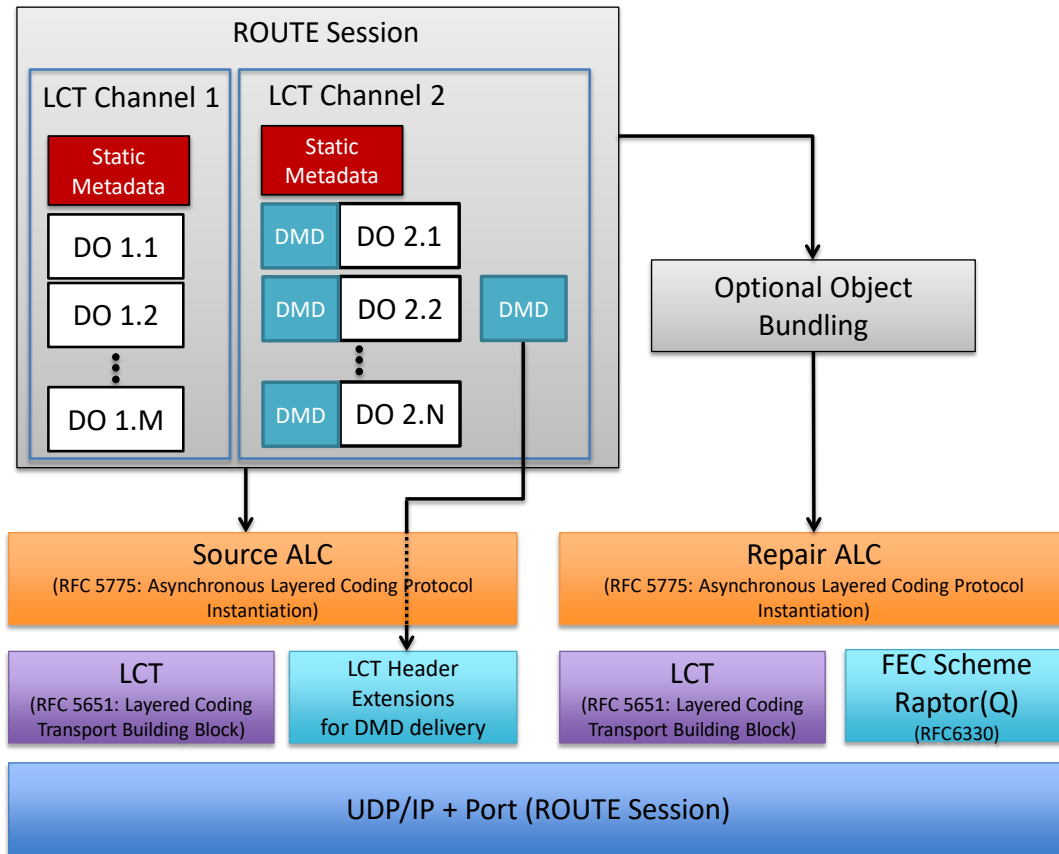 ROUTE Session
LCT Channel 1
Static
Metadata
DO 1.1
DO 1.2
DO 1.M
LCT Channel 2
Static
Metadata
DMD DO 2.1
DMD DO 2.2 DMD
DMD DO 2.N
Optional Object
Bundling
Source ALC
(RFC 5775: Asynchronous Layered Coding Protocol
Instantiation)
Repair ALC
(RFC 5775: Asynchronous Layered Coding Protocol
Instantiation)
LCT
(RFC 5651: Layered Coding
Transport Building Block)
LCT Header
Extensions
for DMD delivery
LCT
(RFC 5651: Layered Coding
Transport Building Block)
FEC Scheme
Raptor(Q)
(RFC6330)
UDP/IP + Port (ROUTE Session)